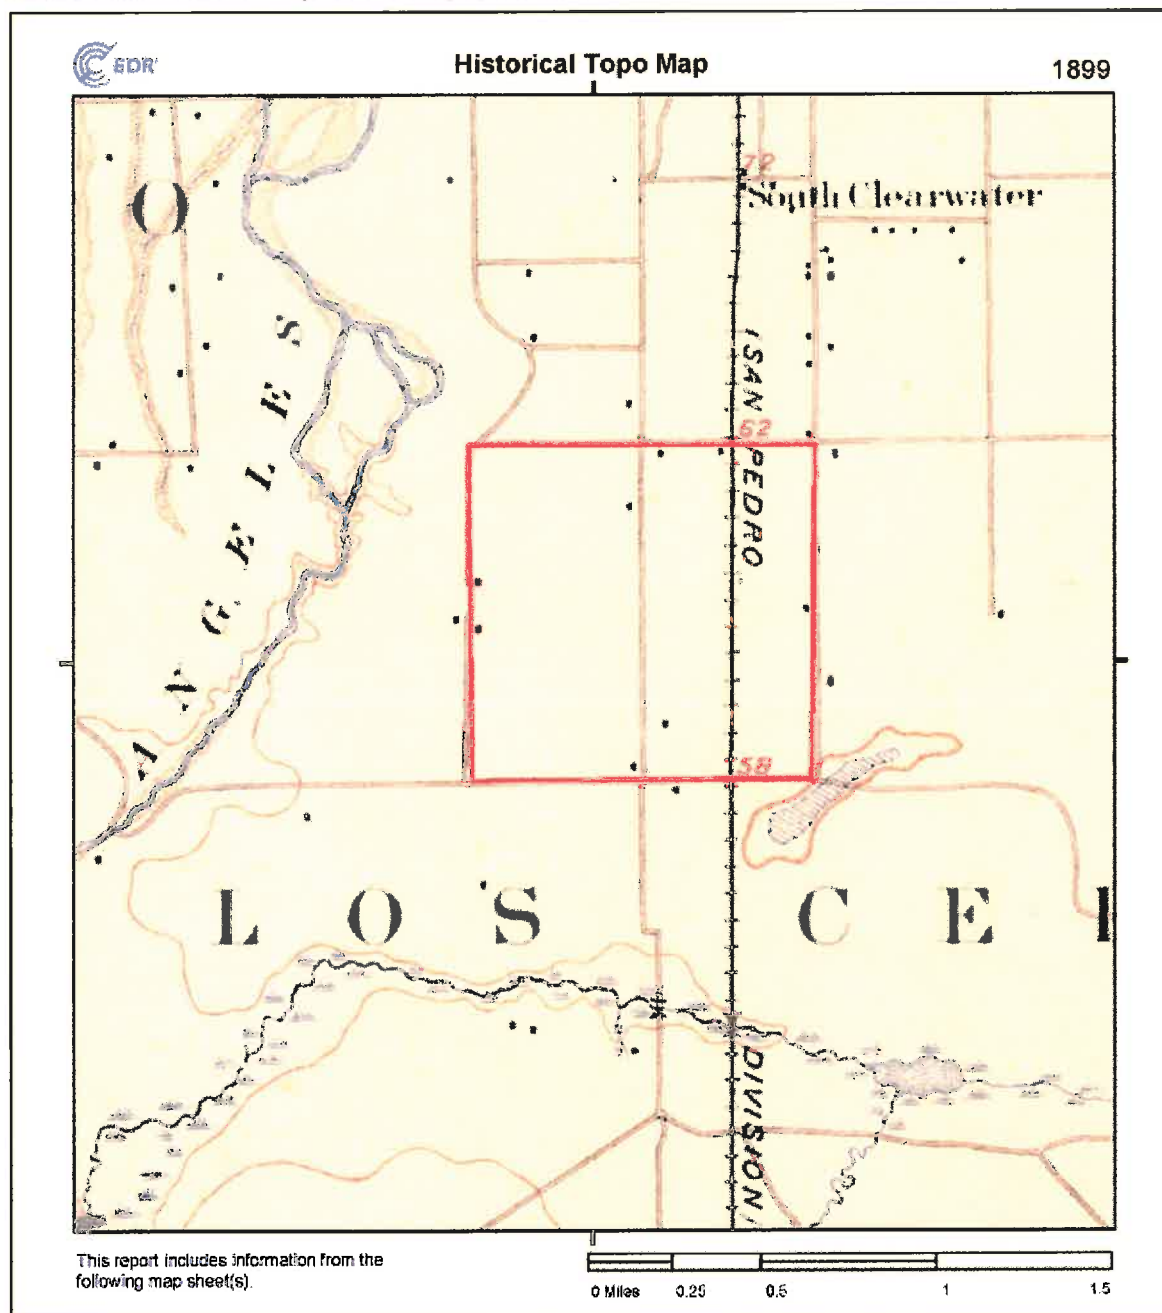 EDR
Historical Topo Map
1899
72
South Clearwater
O
ANGELES
(SAN PEDRO
62
58
LOS CE
DIVISION)
This report includes information from the
following map sheet(s).
0 Miles 0.25 0.5 1 1.5